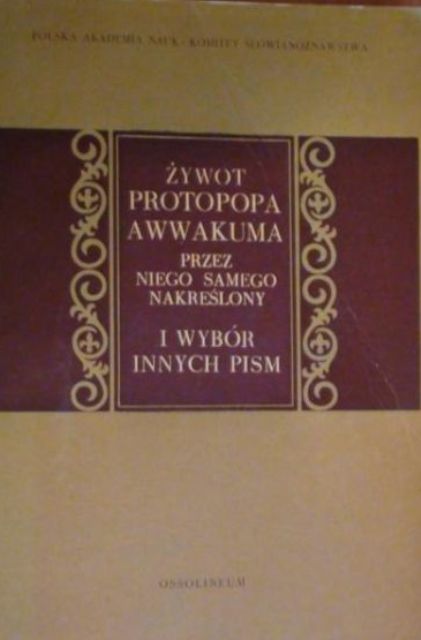 POLSKA AKADEMIA NAUK - KOMITET SŁOWIANOZNAWSTWA
ŻYWOT
PROTOPOPA
AWWAKUMA
PRZEZ
NIEGO SAMEGO
NAKREŚLONY
I WYBÓR
INNYCH PISM
OSSOLINEUM